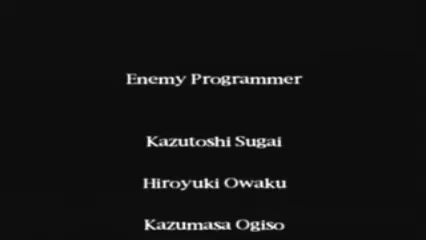 Enemy Programmer
Kazutoshi Sugai
Hiroyuki Owaku
Kazumasa Ogiso